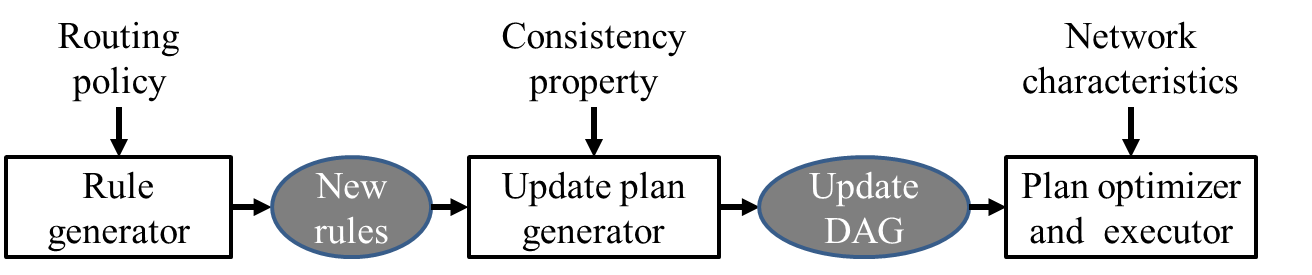 Routing
policy
Consistency
property
Network
characteristics
Rule
generator
New
rules
Update plan
generator
Update
DAG
Plan optimizer
and executor